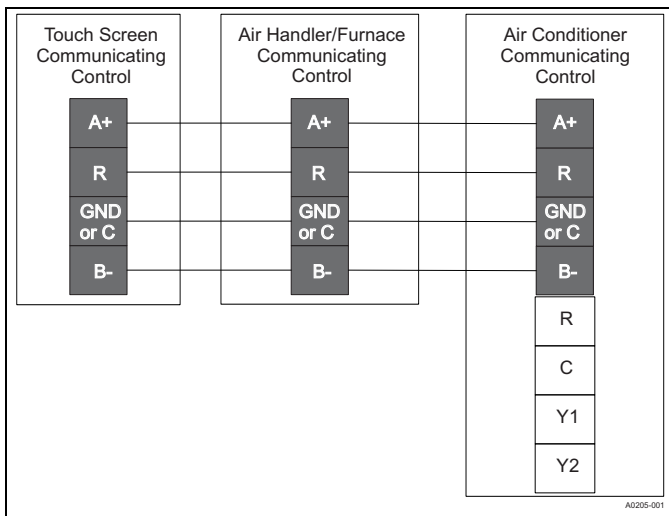 Touch Screen
Communicating
Control
A+
R
GND
or C
B-
Air Handler/Furnace
Communicating
Control
A+
R
GND
or C
B-
Air Conditioner
Communicating
Control
A+
R
GND
or C
B-
R
C
Y1
Y2
A0205-001